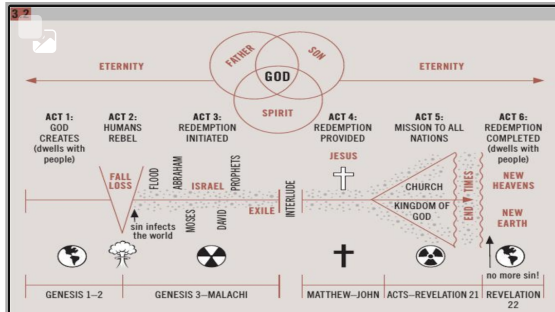 3.2
FATHER
SON
GOD
SPIRIT
ETERNITY
ETERNITY
ACT 1:
GOD
CREATES
(dwells with
people)
ACT 2:
HUMANS
REBEL
ACT 3:
REDEMPTION
INITIATED
ACT 4:
REDEMPTION
PROVIDED
ACT 5:
MISSION TO ALL
NATIONS
ACT 6:
REDEMPTION
COMPLETED
(dwells with
people)
FALL
LOSS
FLOOD
ABRAHAM
ISRAEL
PROPHETS
MOSES
DAVID
EXILE
INTERLUDE
JESUS
CHURCH
KINGDOM OF
GOD
END TIMES
NEW
HEAVENS
NEW
EARTH
sin infects
the world
no more sin!
GENESIS 1–2
GENESIS 3—MALACHI
MATTHEW—JOHN
ACTS—REVELATION 21
REVELATION
22